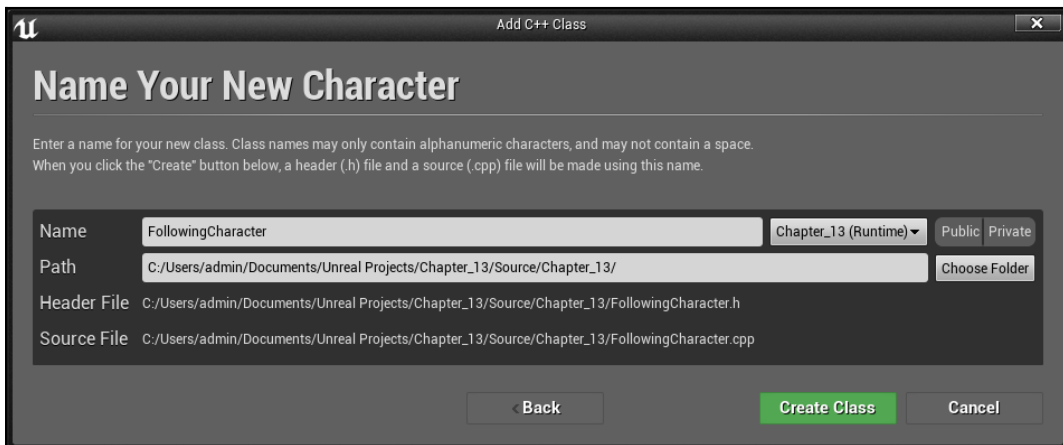 Add C++ Class
Name Your New Character
Enter a name for your new class. Class names may only contain alphanumeric characters, and may not contain a space.
When you click the "Create" button below, a header (.h) file and a source (.cpp) file will be made using this name.
Name FollowingCharacter Chapter_13 (Runtime) Public Private
Path C:/Users/admin/Documents/Unreal Projects/Chapter_13/Source/Chapter_13/ Choose Folder
Header File C:/Users/admin/Documents/Unreal Projects/Chapter_13/Source/Chapter_13/FollowingCharacter.h
Source File C:/Users/admin/Documents/Unreal Projects/Chapter_13/Source/Chapter_13/FollowingCharacter.cpp
Back Create Class Cancel